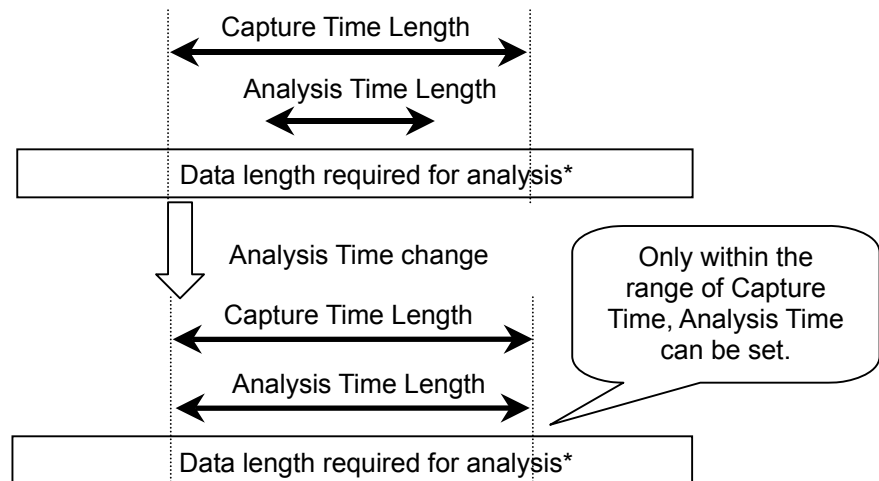 Capture Time Length
Analysis Time Length
Data length required for analysis*
Analysis Time change
Only within the
range of Capture
Time, Analysis Time
can be set.
Capture Time Length
Analysis Time Length
Data length required for analysis*